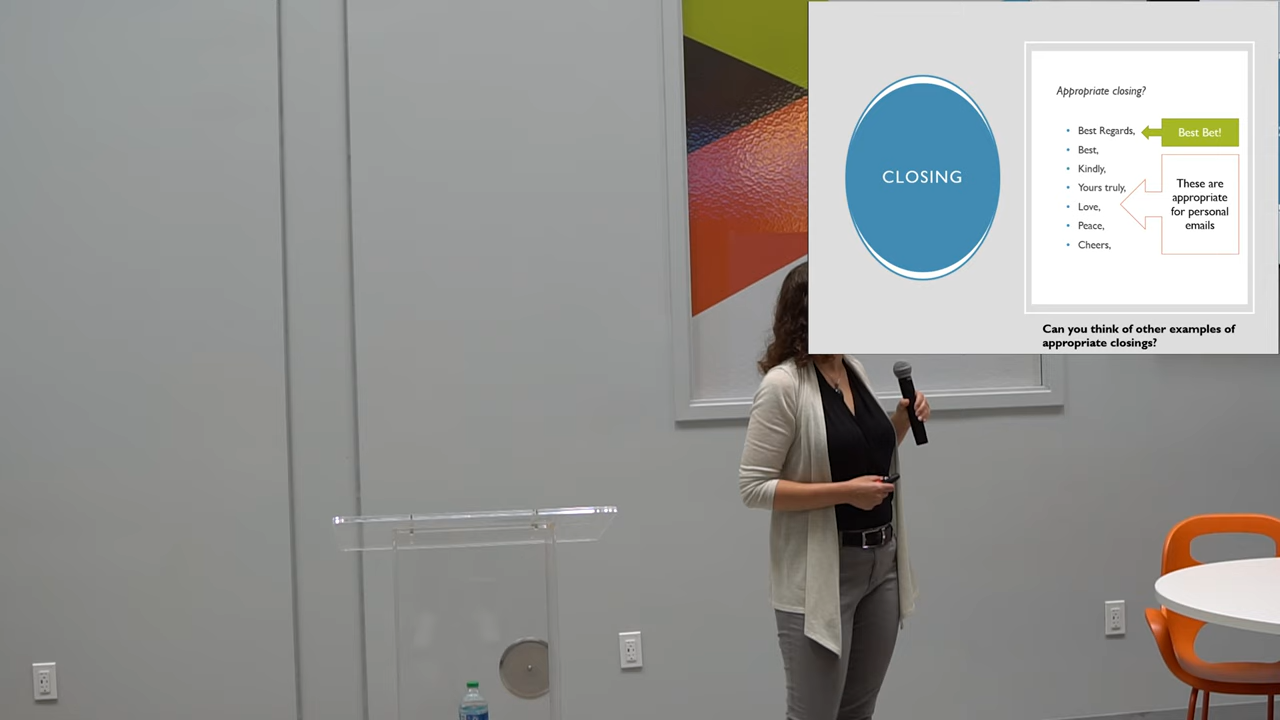 CLOSING
Appropriate closing?
• Best Regards,
Best Bet!
• Best,
• Kindly,
• Yours truly,
• Love,
• Peace,
• Cheers,
These are
appropriate
for personal
emails
Can you think of other examples of
appropriate closings?